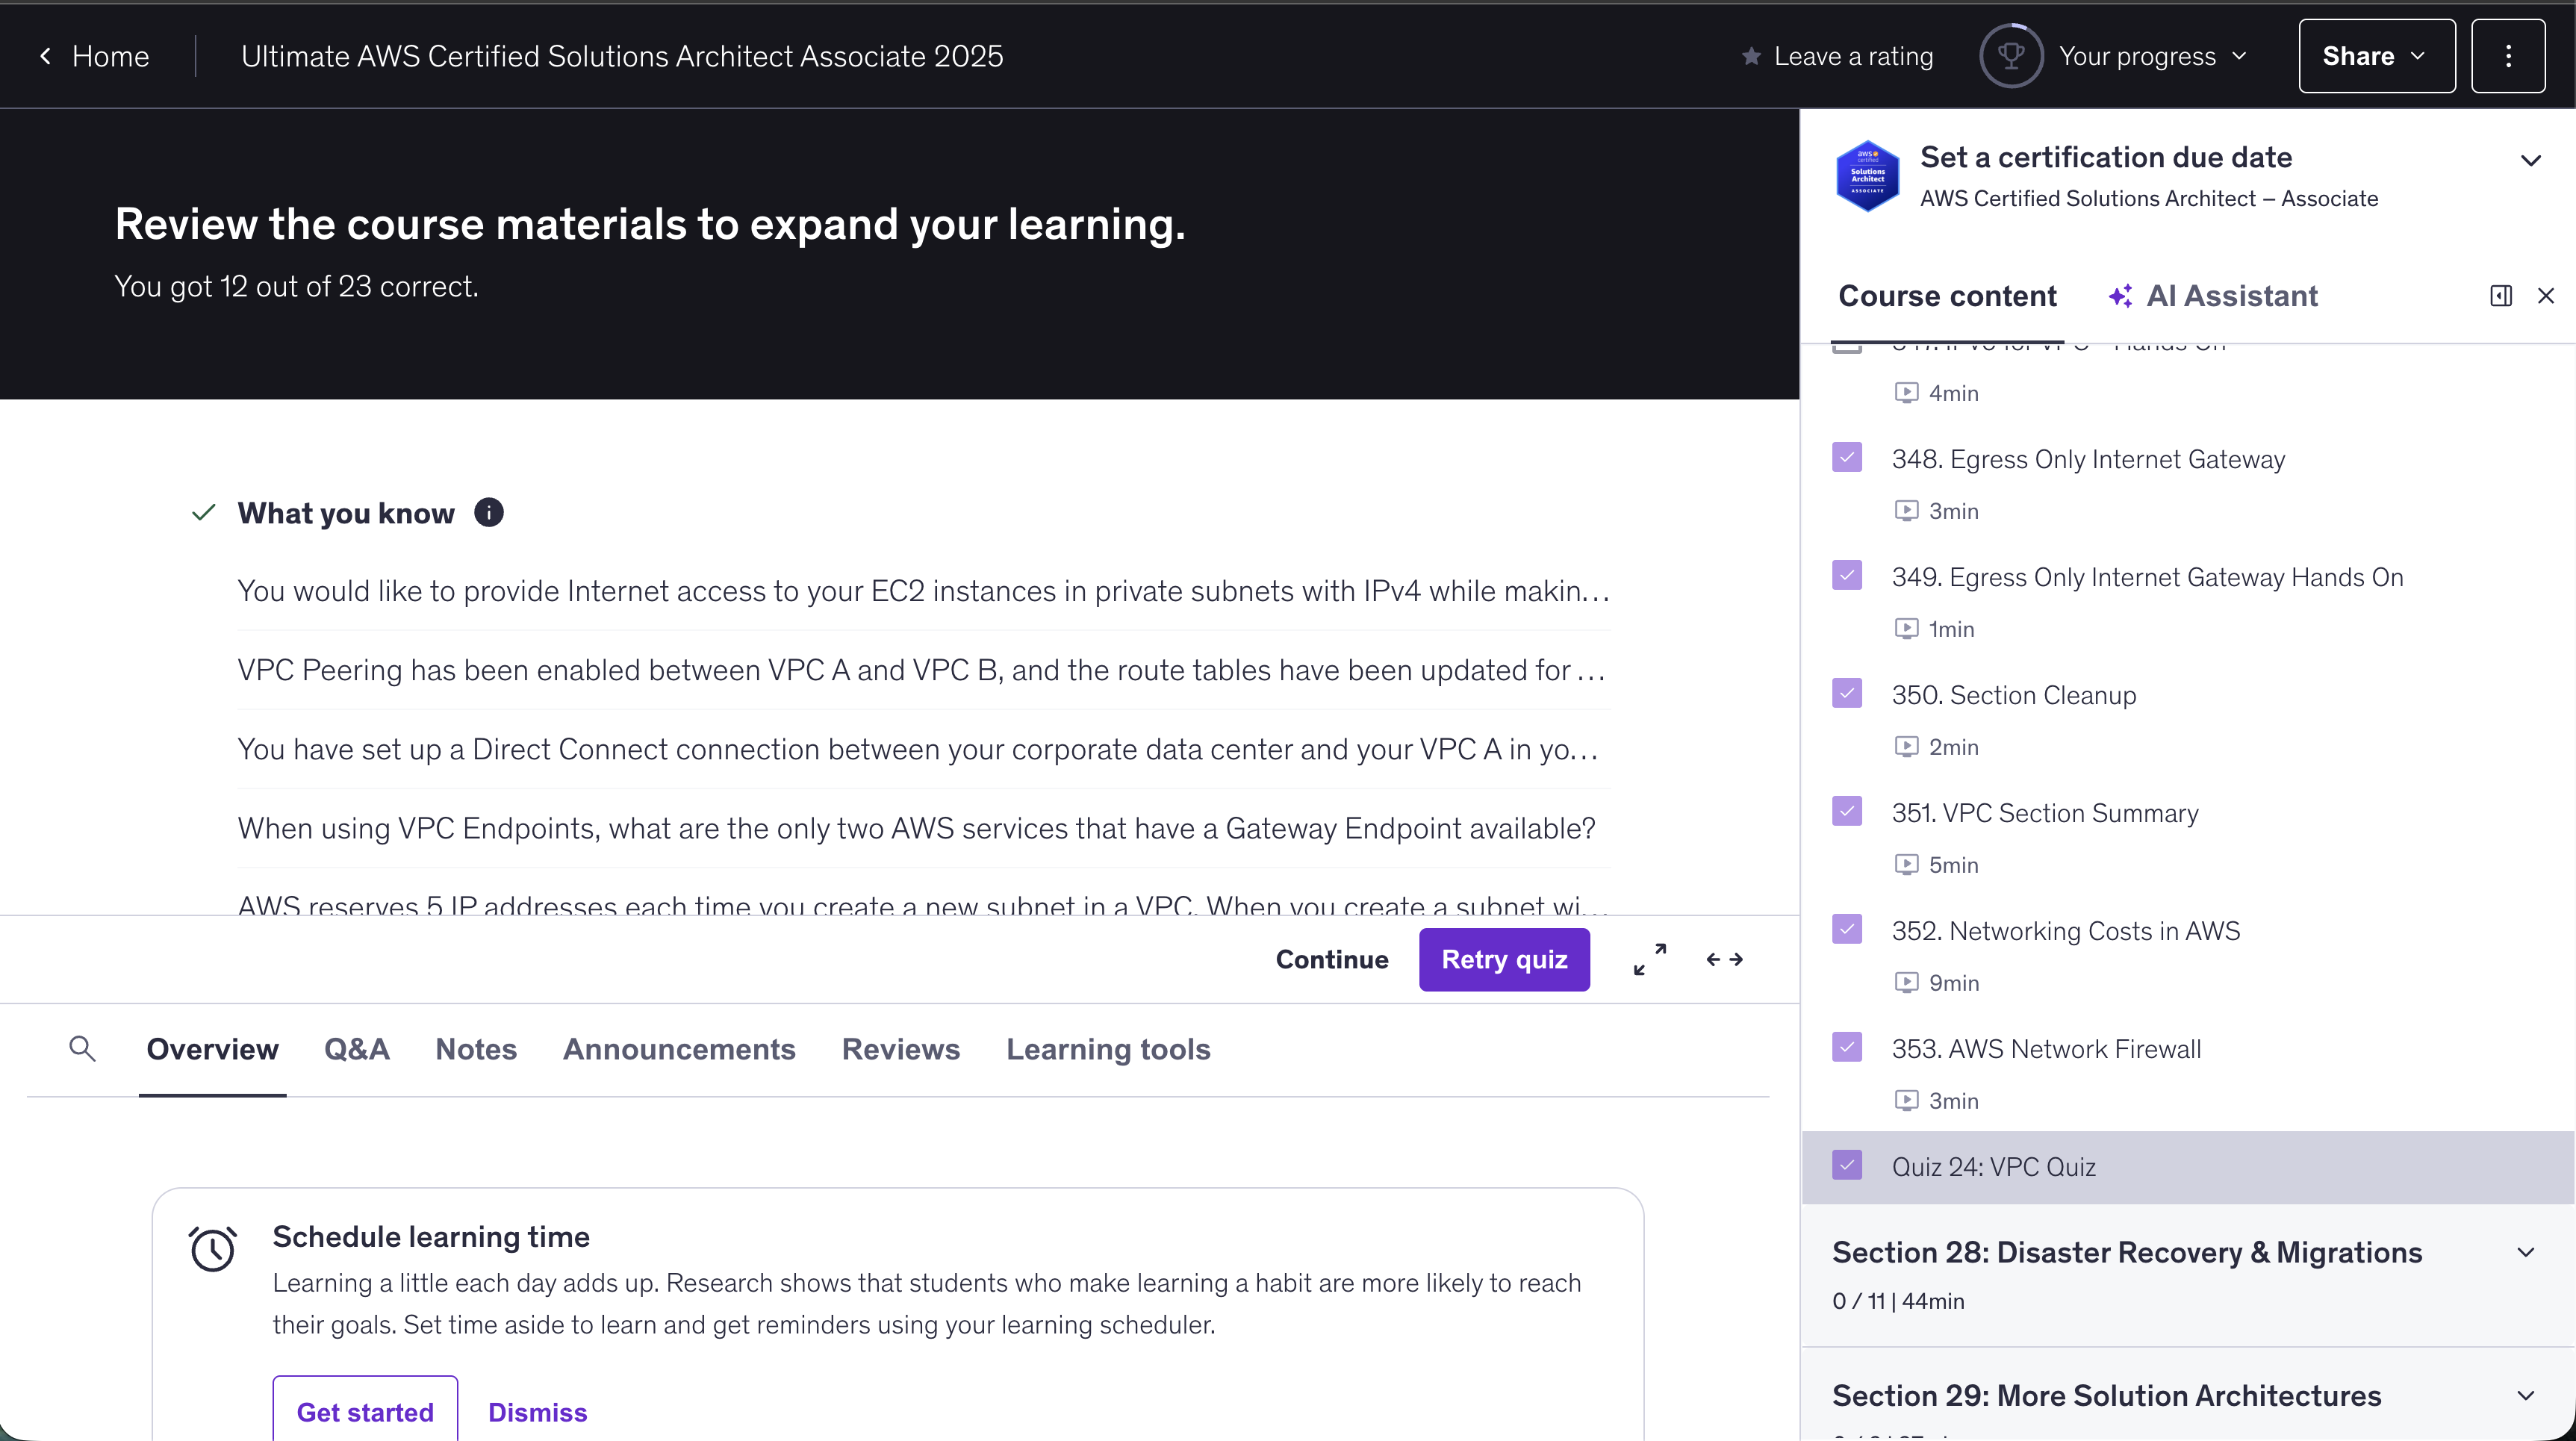 Home
Ultimate AWS Certified Solutions Architect Associate 2025
Leave a rating
Your progress
Share
Review the course materials to expand your learning.
You got 12 out of 23 correct.
What you know
You would like to provide Internet access to your EC2 instances in private subnets with IPv4 while makin...
VPC Peering has been enabled between VPC A and VPC B, and the route tables have been updated for ...
You have set up a Direct Connect connection between your corporate data center and your VPC A in yo...
When using VPC Endpoints, what are the only two AWS services that have a Gateway Endpoint available?
AWS reserves 5 IP addresses each time you create a new subnet in a VPC. When you create a subnet wi...
Continue
Retry quiz
Overview
Q&A
Notes
Announcements
Reviews
Learning tools
Schedule learning time
Learning a little each day adds up. Research shows that students who make learning a habit are more likely to reach
their goals. Set time aside to learn and get reminders using your learning scheduler.
Get started
Dismiss
aws
certified
Solutions
Architect
ASSOCIATE
Set a certification due date
AWS Certified Solutions Architect – Associate
Course content
AI Assistant
4min
348. Egress Only Internet Gateway
3min
349. Egress Only Internet Gateway Hands On
1min
350. Section Cleanup
2min
351. VPC Section Summary
5min
352. Networking Costs in AWS
9min
353. AWS Network Firewall
3min
Quiz 24: VPC Quiz
Section 28: Disaster Recovery & Migrations
0 / 11 | 44min
Section 29: More Solution Architectures